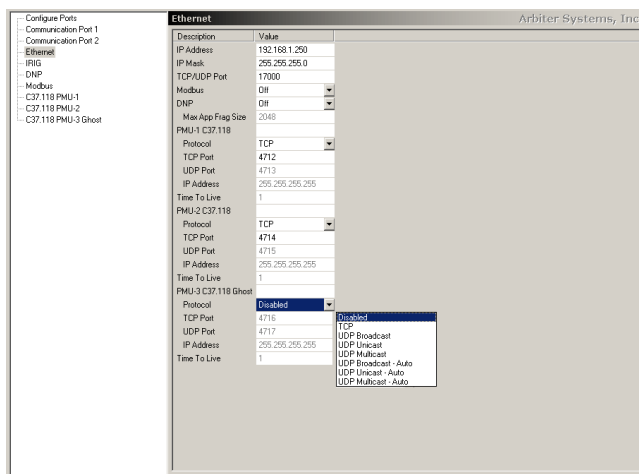 Configure Ports
Communication Port 1
Communication Port 2
Ethernet
IRIG
DNP
Modbus
C37.118 PMU-1
C37.118 PMU-2
C37.118 PMU-3 Ghost
Ethernet Arbiter Systems, Inc
Description Value
IP Address 192.168.1.250
IP Mask 255.255.255.0
TCP/UDP Port 17000
Modbus Off
DNP Off
Max App Frag Size 2048
PMU-1 C37.118
Protocol TCP
TCP Port 4712
UDP Port 4713
IP Address 255.255.255.255
Time To Live 1
PMU-2 C37.118
Protocol TCP
TCP Port 4714
UDP Port 4715
IP Address 255.255.255.255
Time To Live 1
PMU-3 C37.118 Ghost
Protocol Disabled
TCP Port 4716
UDP Port 4717
IP Address 255.255.255.255
Time To Live 1
Disabled
TCP
UDP Broadcast
UDP Unicast
UDP Multicast
UDP Broadcast - Auto
UDP Unicast - Auto
UDP Multicast - Auto